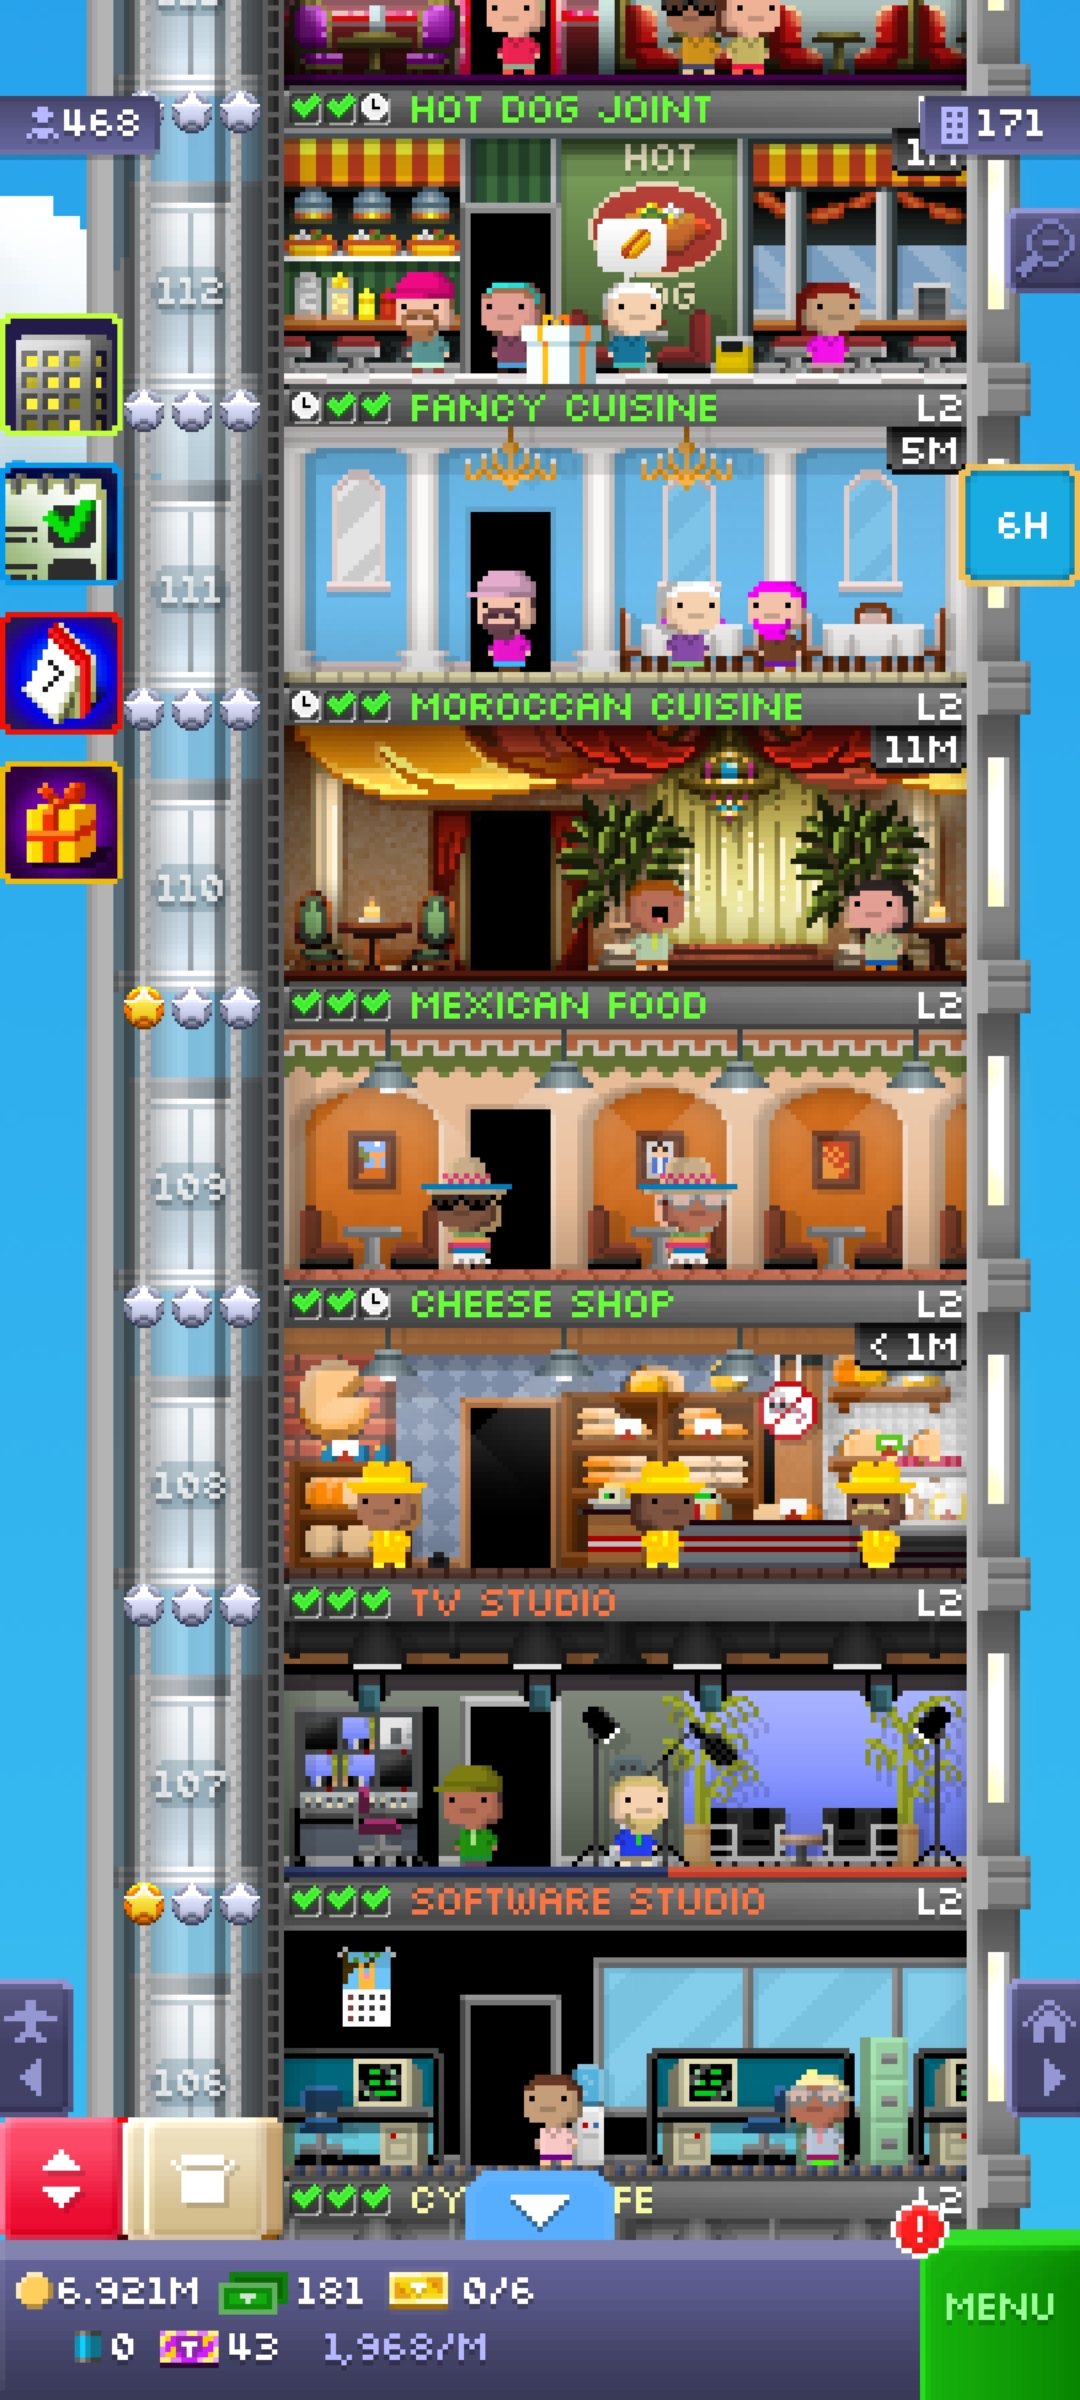 HOT DOG JOINT
468
171
HOT
112
FANCY CUISINE L2
5M
6H
111
MOROCCAN CUISINE L2
11M
110
MEXICAN FOOD L2
109
CHEESE SHOP L2
< 1M
108
TV STUDIO L2
107
SOFTWARE STUDIO L2
106
6.921M 181 0/6
MENU
0 T 43 1,968/M